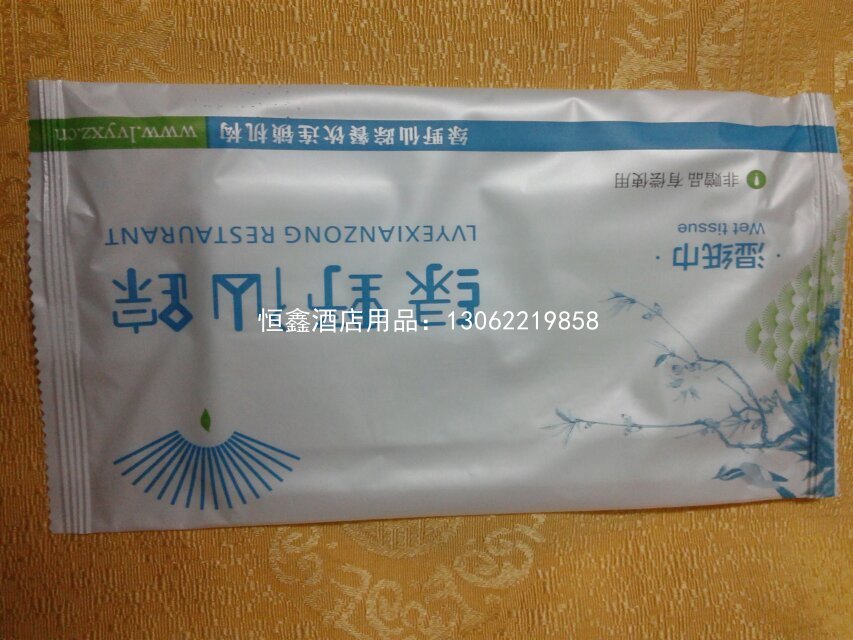 绿野仙踪
LVYEXIANZONG RESTAURANT
·湿纸巾·
Wet tissue
非赠品 有偿使用
绿野仙踪餐饮连锁机构
www.lvyxz.cn
恒鑫酒店用品：13062219858